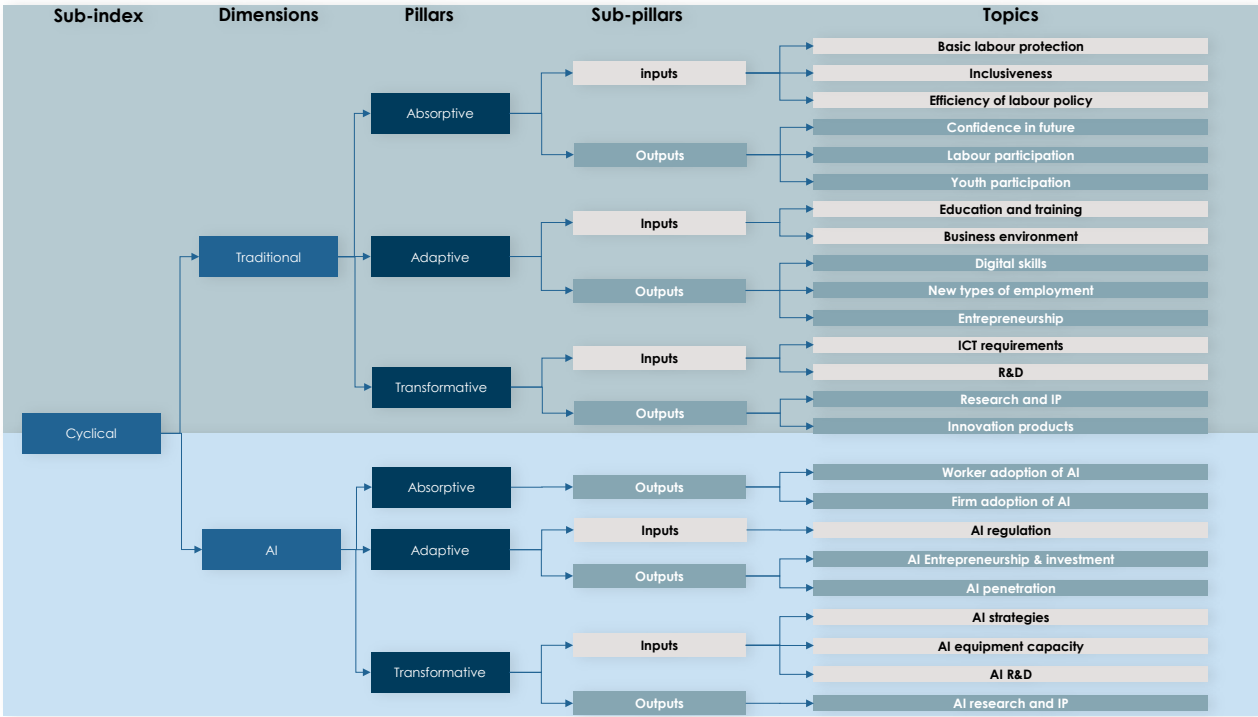 Sub-index
Dimensions
Pillars
Sub-pillars
Topics
Cyclical
Traditional
Absorptive
inputs
Basic labour protection
Inclusiveness
Efficiency of labour policy
Outputs
Confidence in future
Labour participation
Youth participation
Adaptive
Inputs
Education and training
Business environment
Outputs
Digital skills
New types of employment
Entrepreneurship
Transformative
Inputs
ICT requirements
R&D
Outputs
Research and IP
Innovation products
AI
Absorptive
Outputs
Worker adoption of AI
Firm adoption of AI
Adaptive
Inputs
AI regulation
Outputs
AI Entrepreneurship & investment
AI penetration
Transformative
Inputs
AI strategies
AI equipment capacity
AI R&D
Outputs
AI research and IP